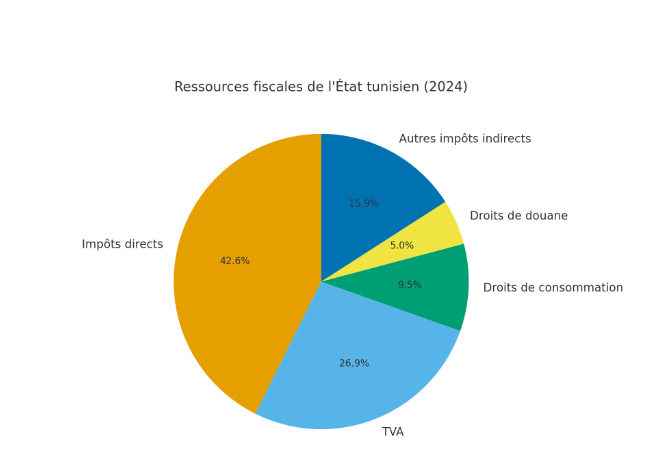 Ressources fiscales de l'État tunisien (2024)
Autres impôts indirects
15.9%
Droits de douane
5.0%
Impôts directs
42.6%
9.5%
Droits de consommation
26.9%
TVA